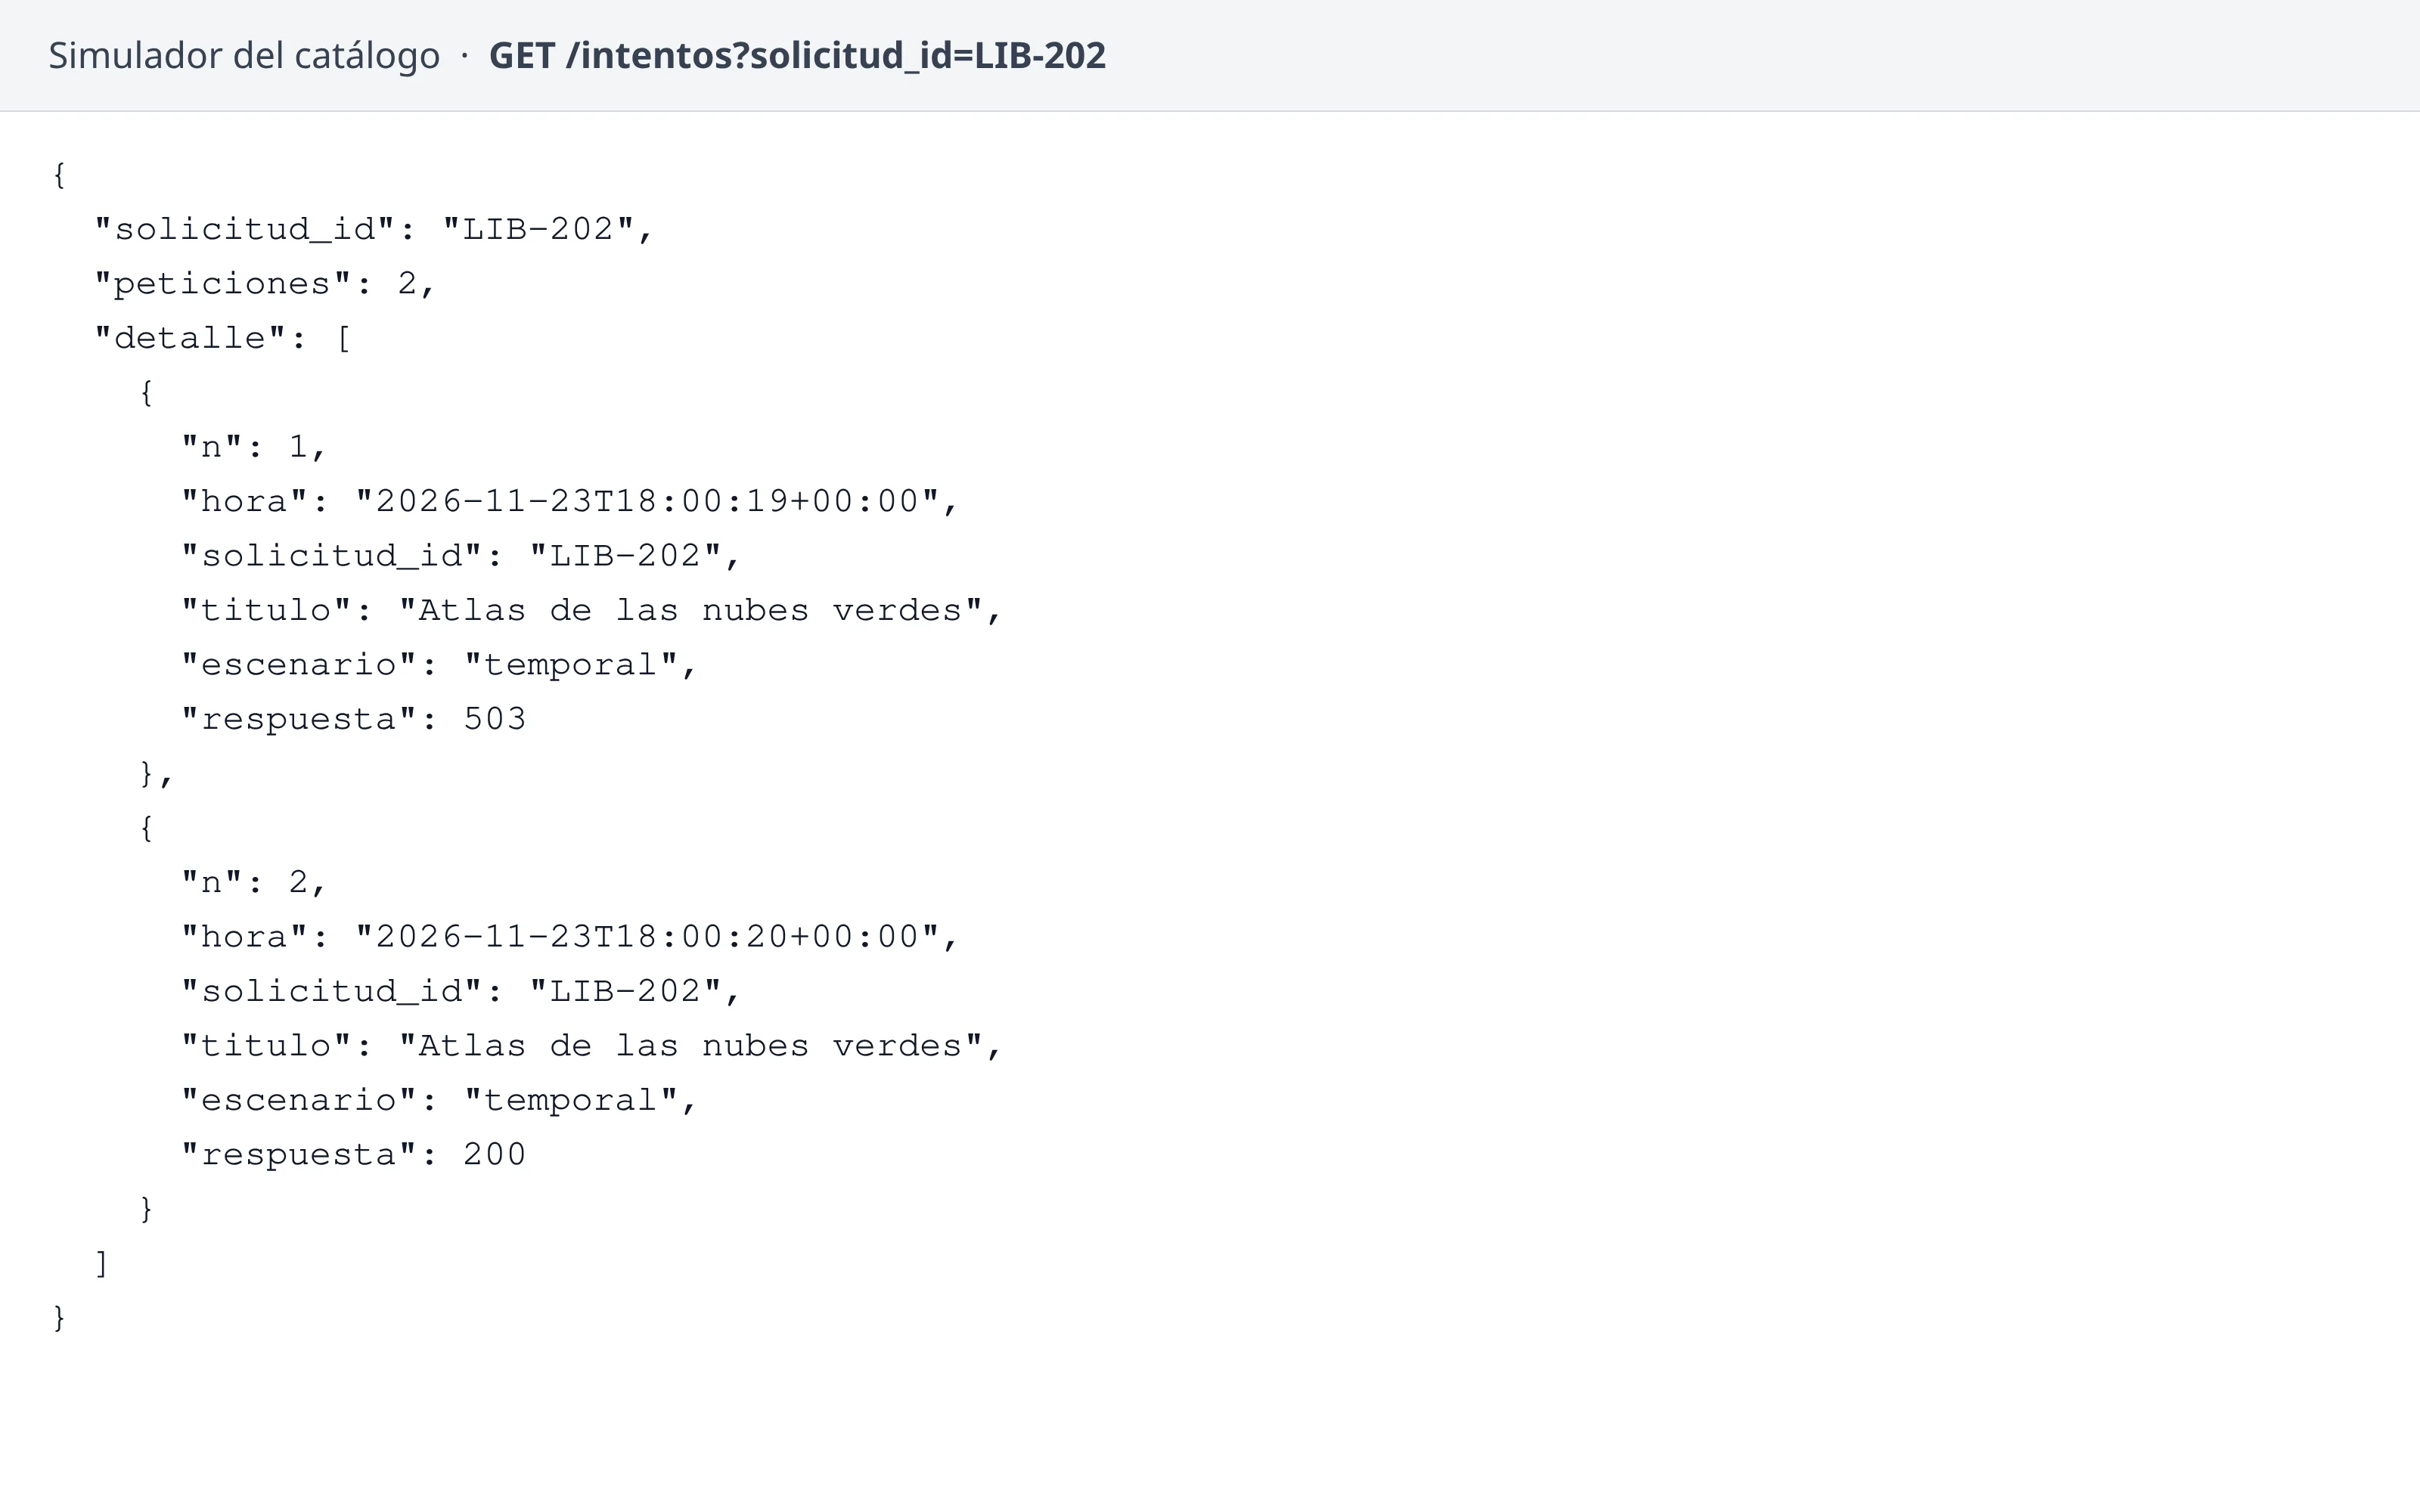 Simulador del catálogo · GET /intentos?solicitud_id=LIB-202
{
  "solicitud_id": "LIB-202",
  "peticiones": 2,
  "detalle": [
    {
      "n": 1,
      "hora": "2026-11-23T18:00:19+00:00",
      "solicitud_id": "LIB-202",
      "titulo": "Atlas de las nubes verdes",
      "escenario": "temporal",
      "respuesta": 503
    },
    {
      "n": 2,
      "hora": "2026-11-23T18:00:20+00:00",
      "solicitud_id": "LIB-202",
      "titulo": "Atlas de las nubes verdes",
      "escenario": "temporal",
      "respuesta": 200
    }
  ]
}